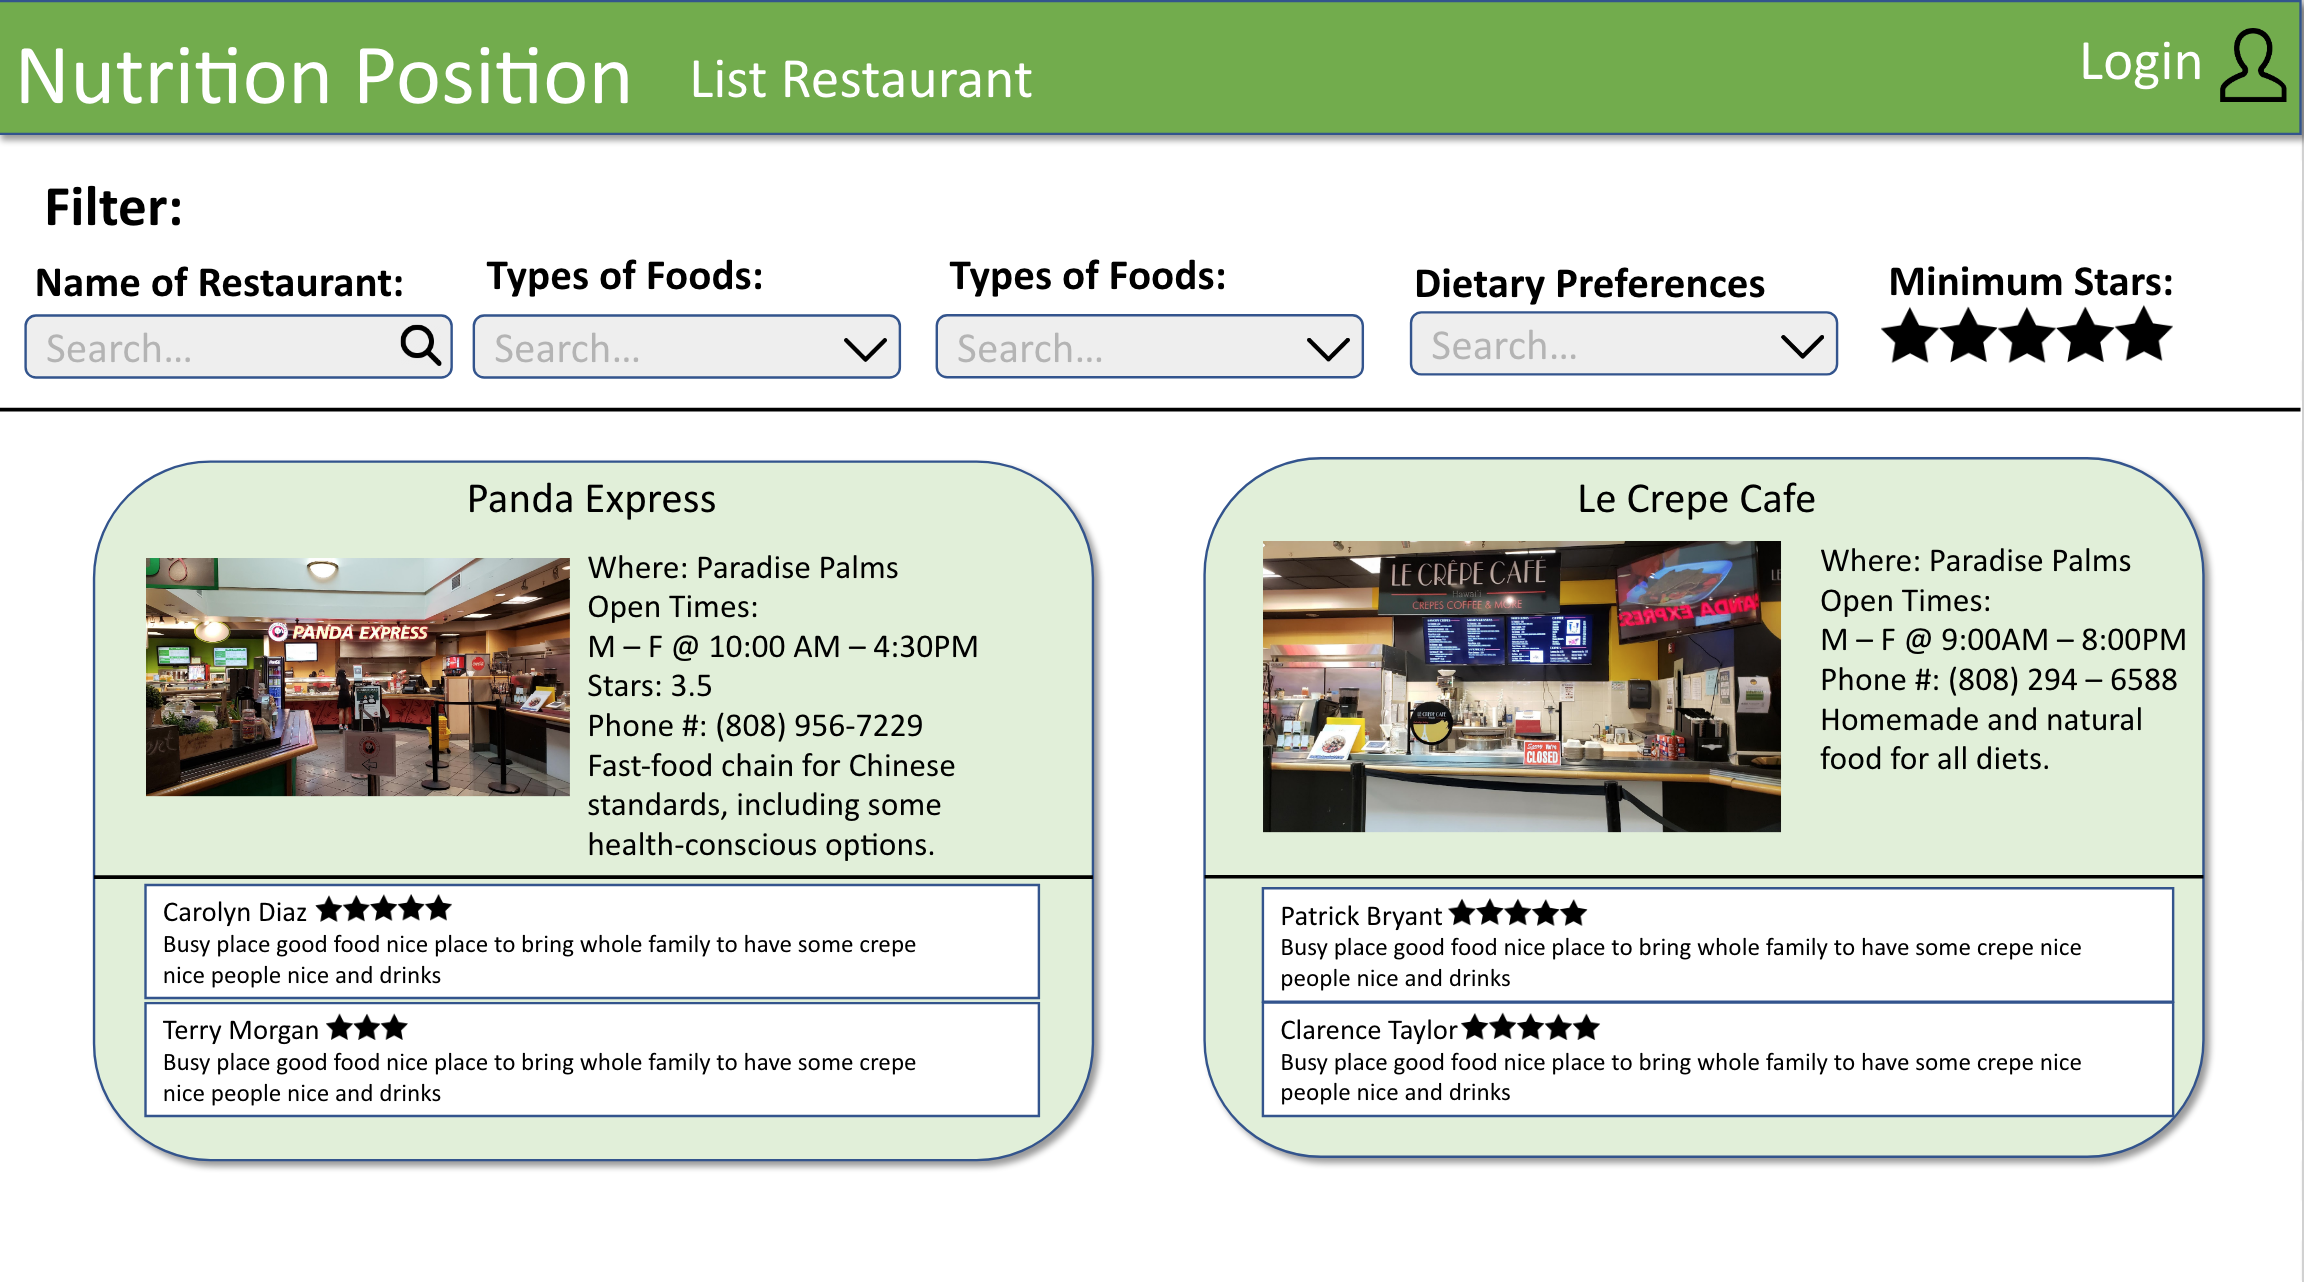 Nutrition Position
List Restaurant
Login
Filter:
Name of Restaurant:
Types of Foods:
Types of Foods:
Dietary Preferences
Minimum Stars:
Search...
Search...
Search...
Search...
Panda Express
PANDA EXPRESS
Where: Paradise Palms
Open Times:
M – F @ 10:00 AM – 4:30PM
Stars: 3.5
Phone #: (808) 956-7229
Fast-food chain for Chinese
standards, including some
health-conscious options.
Carolyn Diaz ★★★★★
Busy place good food nice place to bring whole family to have some crepe
nice people nice and drinks
Terry Morgan ★★★
Busy place good food nice place to bring whole family to have some crepe
nice people nice and drinks
Le Crepe Cafe
LE CRÊPE CAFÉ
Hawai'i
CREPES COFFEE & MORE
PANDA EXPRESS
LE CREPE CAFE
Sorry We're
CLOSED
Where: Paradise Palms
Open Times:
M – F @ 9:00AM – 8:00PM
Phone #: (808) 294 – 6588
Homemade and natural
food for all diets.
Patrick Bryant ★★★★★
Busy place good food nice place to bring whole family to have some crepe nice
people nice and drinks
Clarence Taylor ★★★★★
Busy place good food nice place to bring whole family to have some crepe nice
people nice and drinks